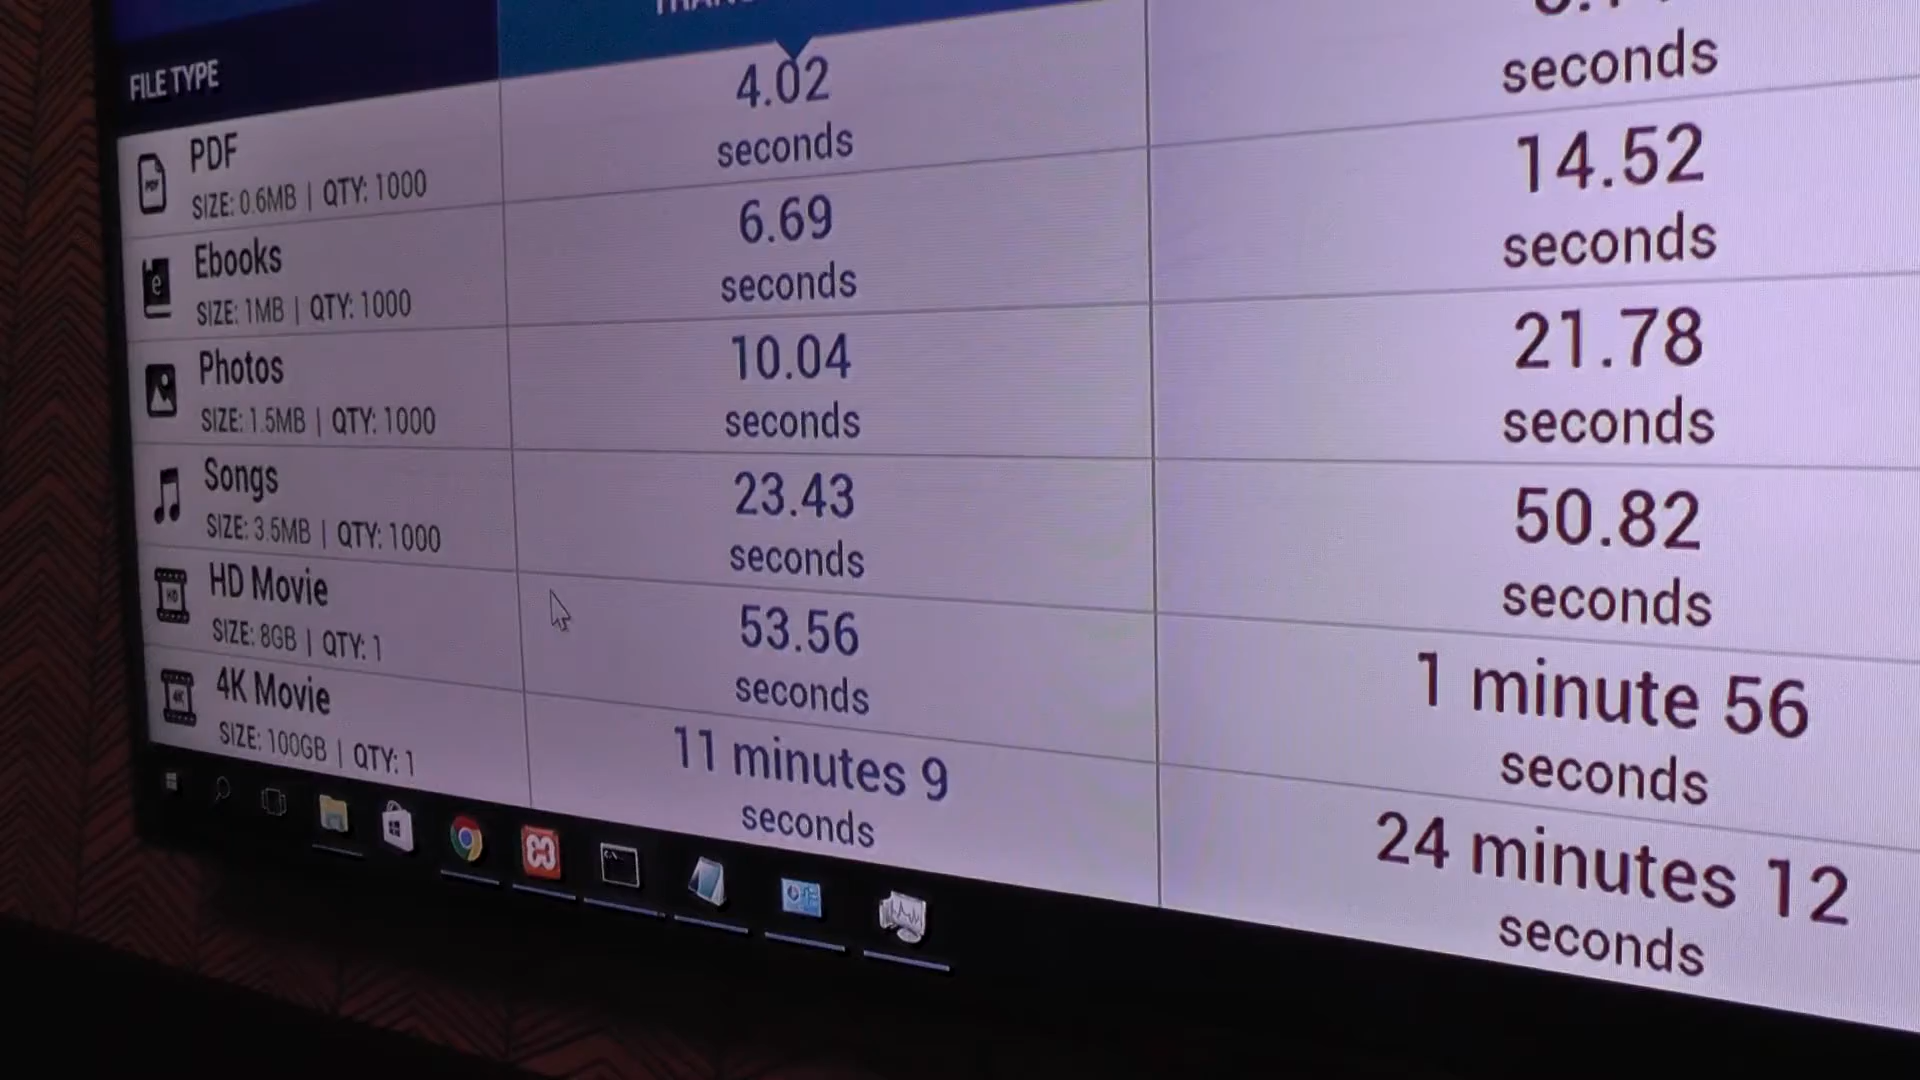 FILE TYPE
PDF
SIZE: 0.6MB | QTY: 1000
4.02
seconds
seconds
Ebooks
SIZE: 1MB | QTY: 1000
6.69
seconds
14.52
seconds
Photos
SIZE: 1.5MB | QTY: 1000
10.04
seconds
21.78
seconds
Songs
SIZE: 3.5MB | QTY: 1000
23.43
seconds
50.82
seconds
HD Movie
SIZE: 8GB | QTY: 1
53.56
seconds
1 minute 56
seconds
4K Movie
SIZE: 100GB | QTY: 1
11 minutes 9
seconds
24 minutes 12
seconds